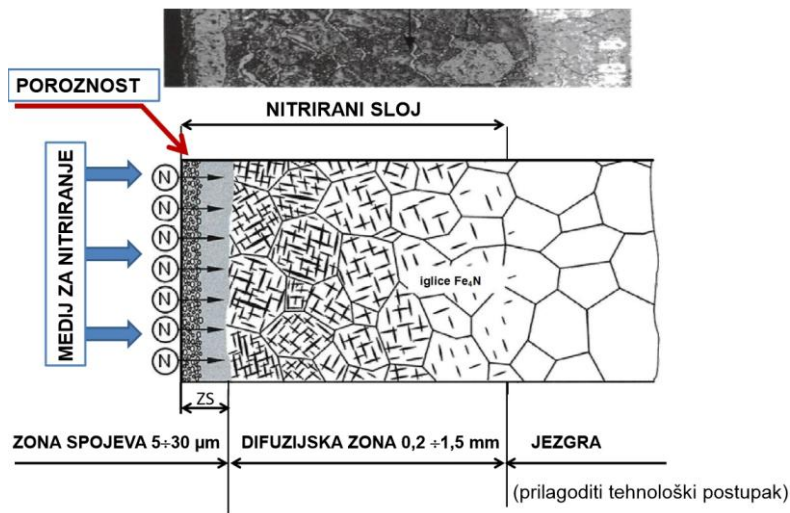 POROZNOST
NITRIRANI SLOJ
MEDIJ ZA NITRIRANJE
N
N
N
N
N
N
N
iglice Fe₄N
ZS
ZONA SPOJEVA 5÷30 µm
DIFUZIJSKA ZONA 0,2 ÷1,5 mm
JEZGRA
(prilagoditi tehnološki postupak)